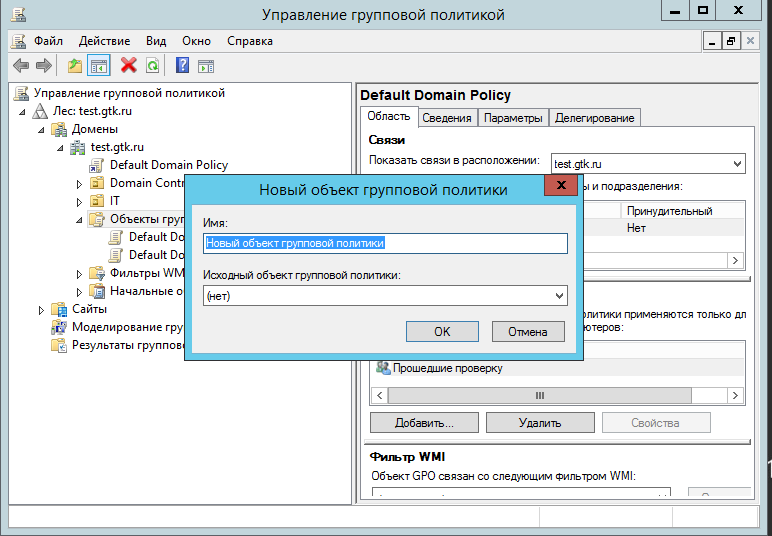 Управление групповой политикой
Файл Действие Вид Окно Справка
Управление групповой политикой
Лес: test.gtk.ru
Домены
test.gtk.ru
Default Domain Policy
Domain Contr
IT
Объекты груп
Default Do
Default Do
Фильтры WM
Начальные о
Сайты
Моделирование гру
Результаты группово
Default Domain Policy
Область Сведения Параметры Делегирование
Связи
Показать связи в расположении: test.gtk.ru
ы и подразделения:
Принудительный
Нет
Новый объект групповой политики
Имя:
Новый объект групповой политики
Исходный объект групповой политики:
(нет)
OK Отмена
олитики применяются только дл
ютеров:
Прошедшие проверку
Добавить... Удалить Свойства
Фильтр WMI
Объект GPO связан со следующим фильтром WMI: